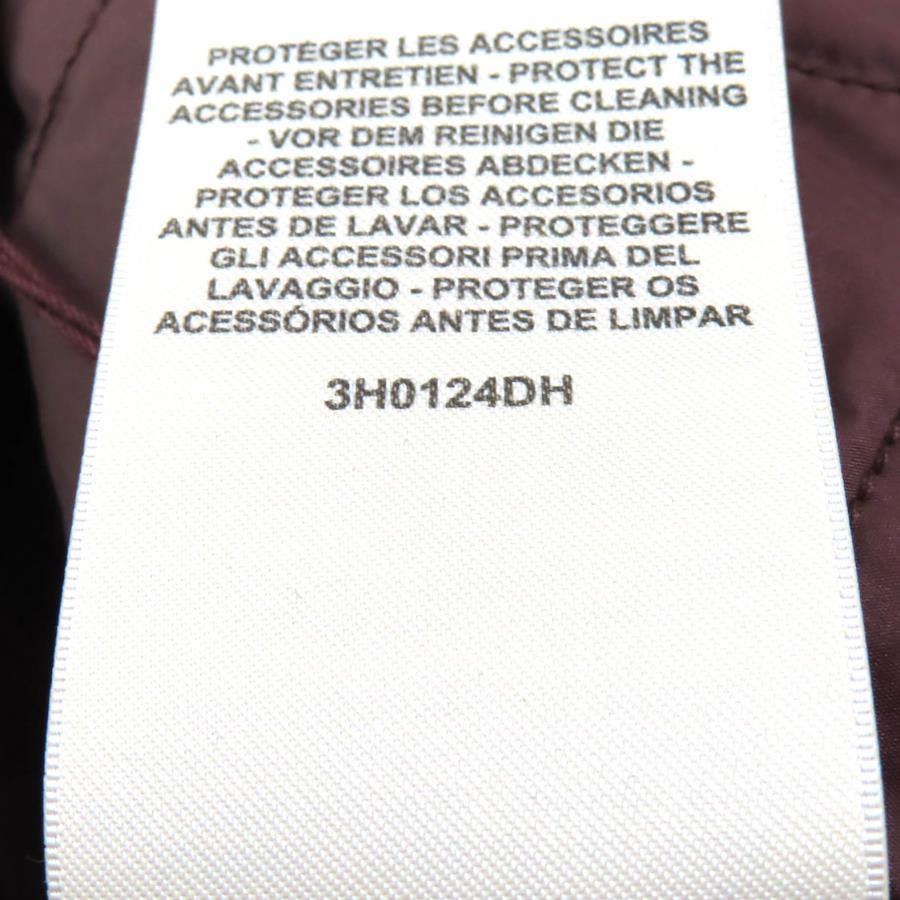 PROTÉGER LES ACCESSOIRES
AVANT ENTRETIEN - PROTECT THE
ACCESSORIES BEFORE CLEANING
- VOR DEM REINIGEN DIE
ACCESSOIRES ABDECKEN -
PROTEGER LOS ACCESORIOS
ANTES DE LAVAR - PROTEGGERE
GLI ACCESSORI PRIMA DEL
LAVAGGIO - PROTEGER OS
ACESSÓRIOS ANTES DE LIMPAR
3H0124DH